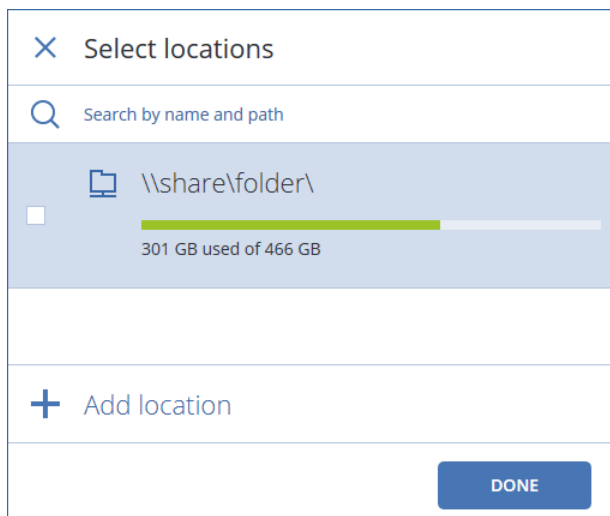 Select locations
Search by name and path
\\share\folder\
301 GB used of 466 GB
Add location
DONE